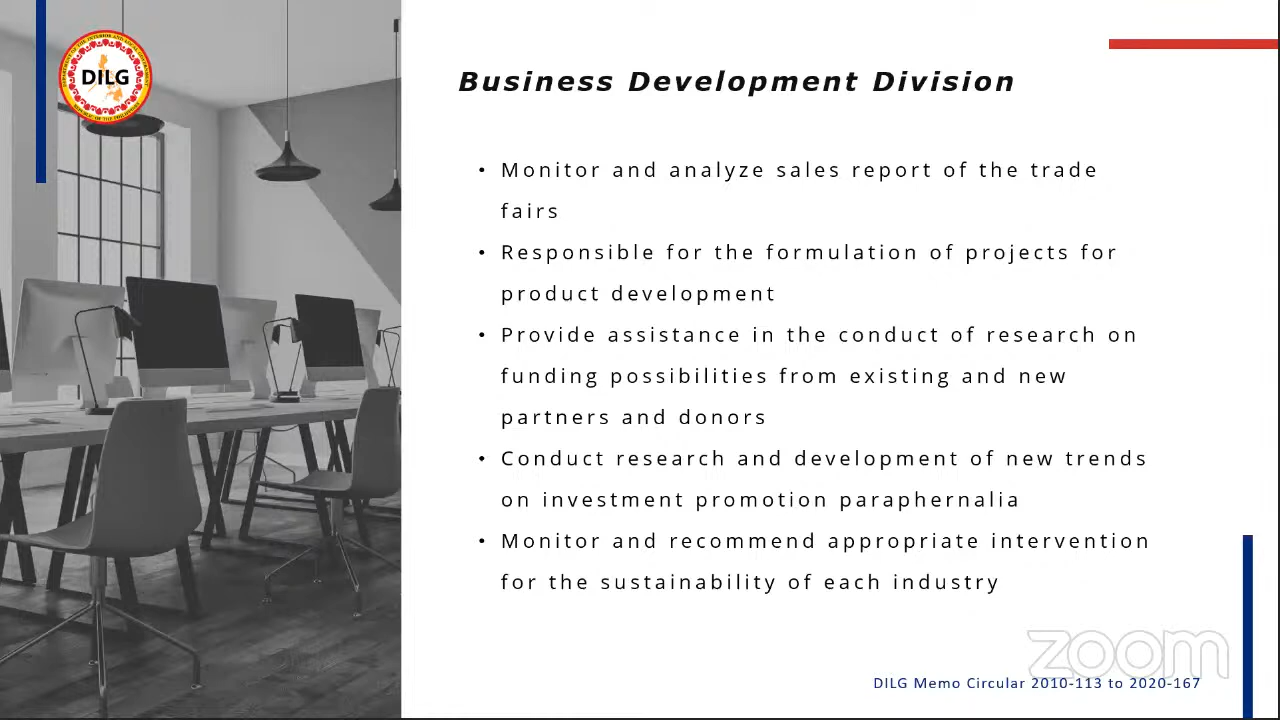 DILG
Business Development Division
• Monitor and analyze sales report of the trade
fairs
• Responsible for the formulation of projects for
product development
• Provide assistance in the conduct of research on
funding possibilities from existing and new
partners and donors
• Conduct research and development of new trends
on investment promotion paraphernalia
• Monitor and recommend appropriate intervention
for the sustainability of each industry
zoom
DILG Memo Circular 2010-113 to 2020-167